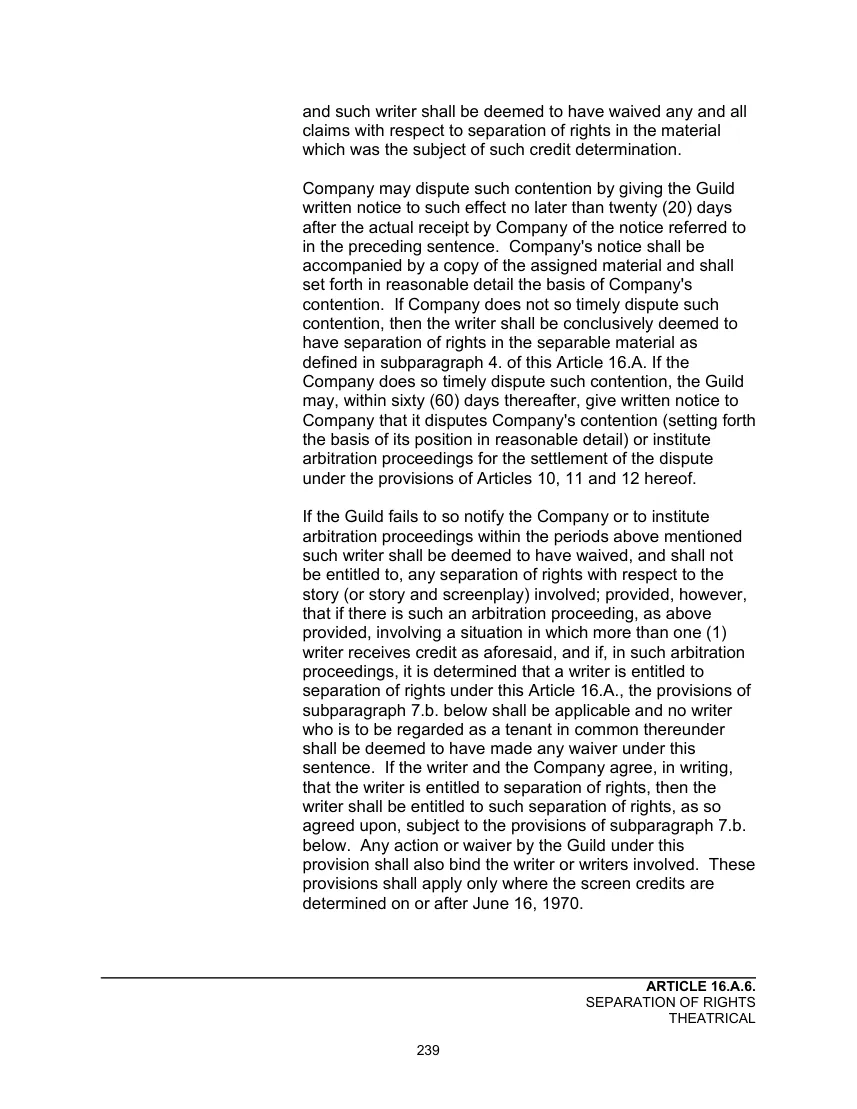 and such writer shall be deemed to have waived any and all
claims with respect to separation of rights in the material
which was the subject of such credit determination.
Company may dispute such contention by giving the Guild
written notice to such effect no later than twenty (20) days
after the actual receipt by Company of the notice referred to
in the preceding sentence.  Company's notice shall be
accompanied by a copy of the assigned material and shall
set forth in reasonable detail the basis of Company's
contention.  If Company does not so timely dispute such
contention, then the writer shall be conclusively deemed to
have separation of rights in the separable material as
defined in subparagraph 4. of this Article 16.A. If the
Company does so timely dispute such contention, the Guild
may, within sixty (60) days thereafter, give written notice to
Company that it disputes Company's contention (setting forth
the basis of its position in reasonable detail) or institute
arbitration proceedings for the settlement of the dispute
under the provisions of Articles 10, 11 and 12 hereof.
If the Guild fails to so notify the Company or to institute
arbitration proceedings within the periods above mentioned
such writer shall be deemed to have waived, and shall not
be entitled to, any separation of rights with respect to the
story (or story and screenplay) involved; provided, however,
that if there is such an arbitration proceeding, as above
provided, involving a situation in which more than one (1)
writer receives credit as aforesaid, and if, in such arbitration
proceedings, it is determined that a writer is entitled to
separation of rights under this Article 16.A., the provisions of
subparagraph 7.b. below shall be applicable and no writer
who is to be regarded as a tenant in common thereunder
shall be deemed to have made any waiver under this
sentence.  If the writer and the Company agree, in writing,
that the writer is entitled to separation of rights, then the
writer shall be entitled to such separation of rights, as so
agreed upon, subject to the provisions of subparagraph 7.b.
below.  Any action or waiver by the Guild under this
provision shall also bind the writer or writers involved.  These
provisions shall apply only where the screen credits are
determined on or after June 16, 1970.
ARTICLE 16.A.6.
SEPARATION OF RIGHTS
THEATRICAL
239